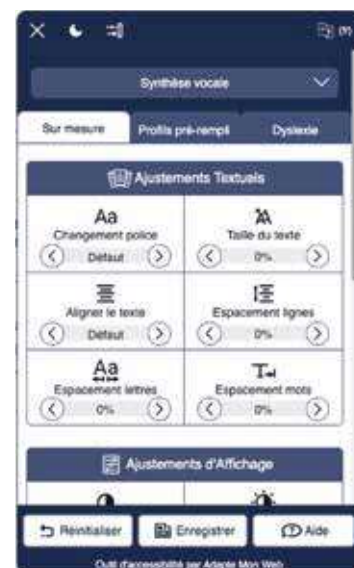 Synthèse vocale
Sur mesure
Profils pré-rempli
Dyslexie
Ajustements Textuels
Aa
Changement police
Défaut
Taille du texte
0%
Aligner le texte
Défaut
Espacement lignes
0%
Aa
Espacement lettres
0%
Espacement mots
0%
Ajustements d'Affichage
Réinitialiser
Enregistrer
Aide
Outil d'accessibilité par Adapte Mon Web